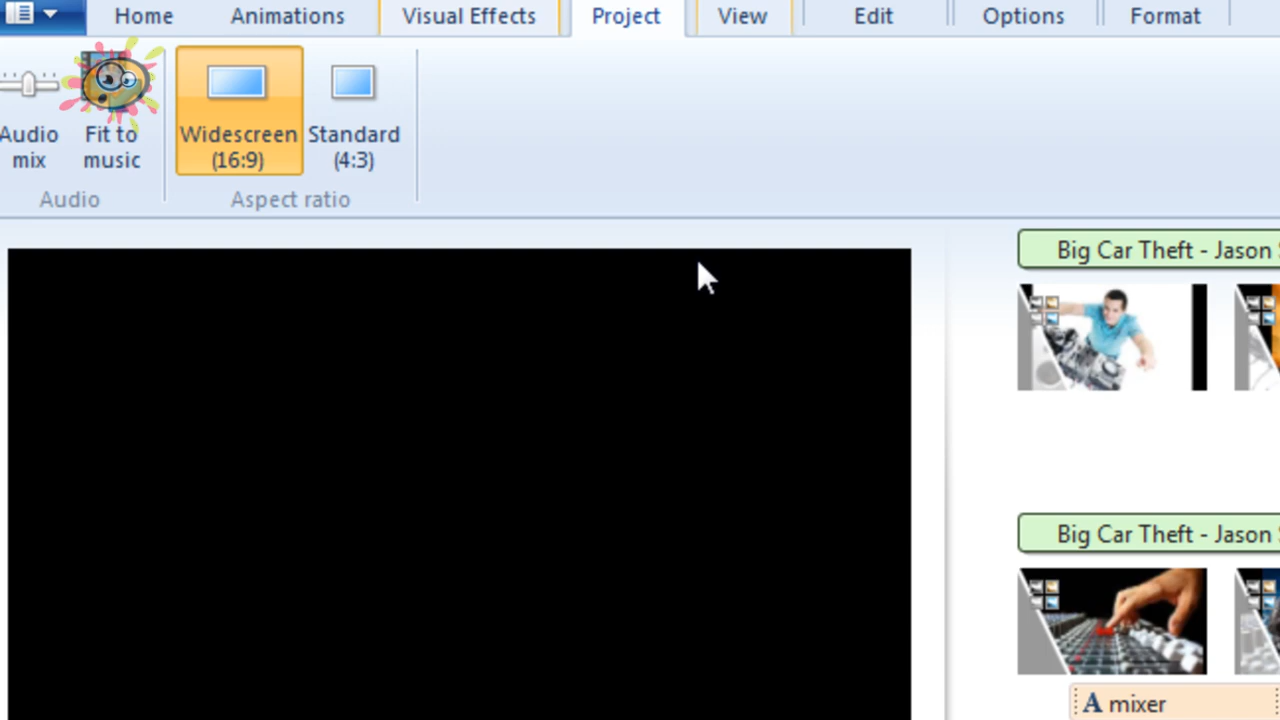 Home Animations Visual Effects Project View Edit Options Format
Audio mix
Fit to music
Widescreen (16:9)
Standard (4:3)
Audio
Aspect ratio
Big Car Theft - Jason
Big Car Theft - Jason
A mixer